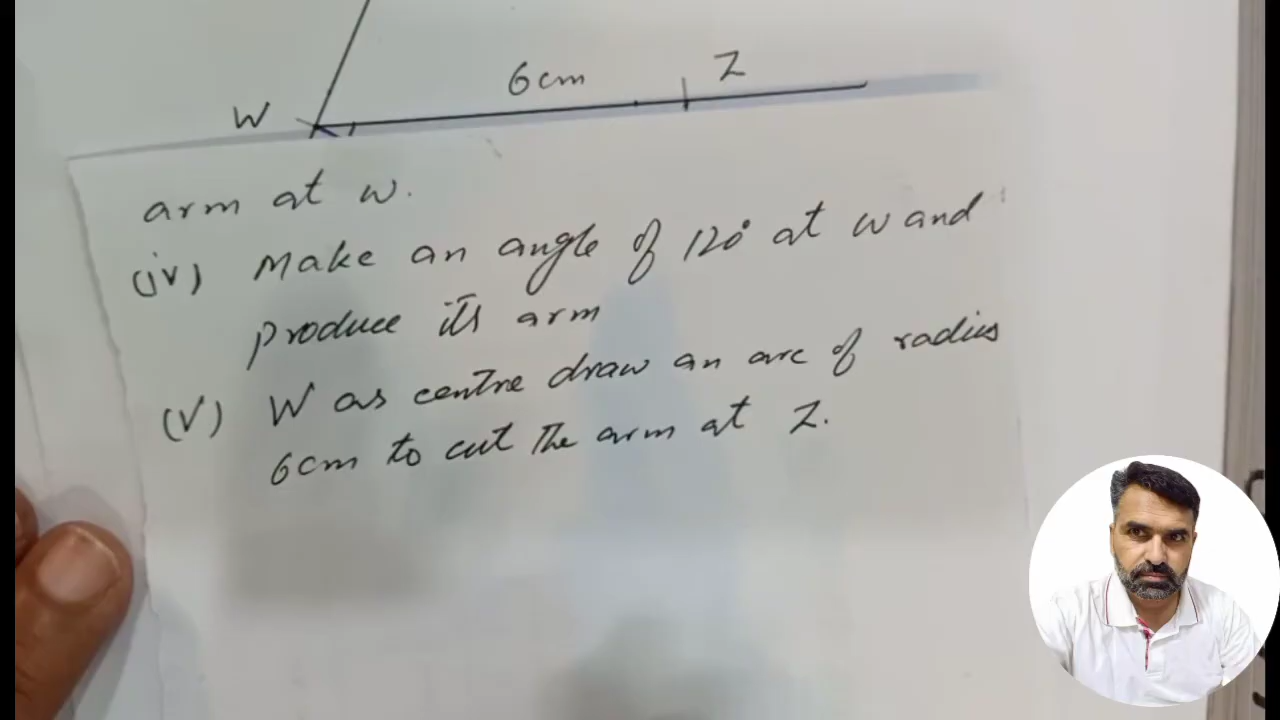 6cm Z
W
arm at W.
(iv) Make an angle of 120° at W and
produce its arm
(V) W as centre draw an arc of radius
6cm to cut the arm at Z.